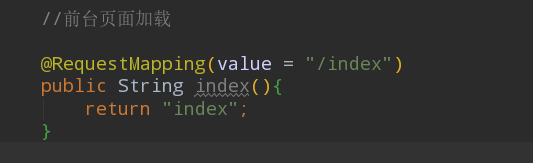 //前台页面加载
@RequestMapping(value = "/index")
public String index(){
return "index";
}